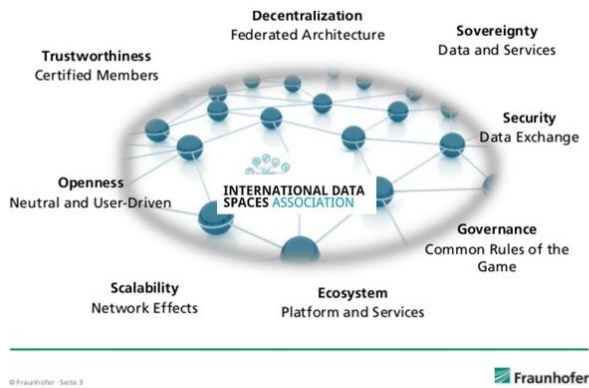 Decentralization
Federated Architecture
Sovereignty
Data and Services
Trustworthiness
Certified Members
Security
Data Exchange
Openness
Neutral and User-Driven
INTERNATIONAL DATA
SPACES ASSOCIATION
Governance
Common Rules of the
Game
Scalability
Network Effects
Ecosystem
Platform and Services
© Fraunhofer · Seite 3
Fraunhofer